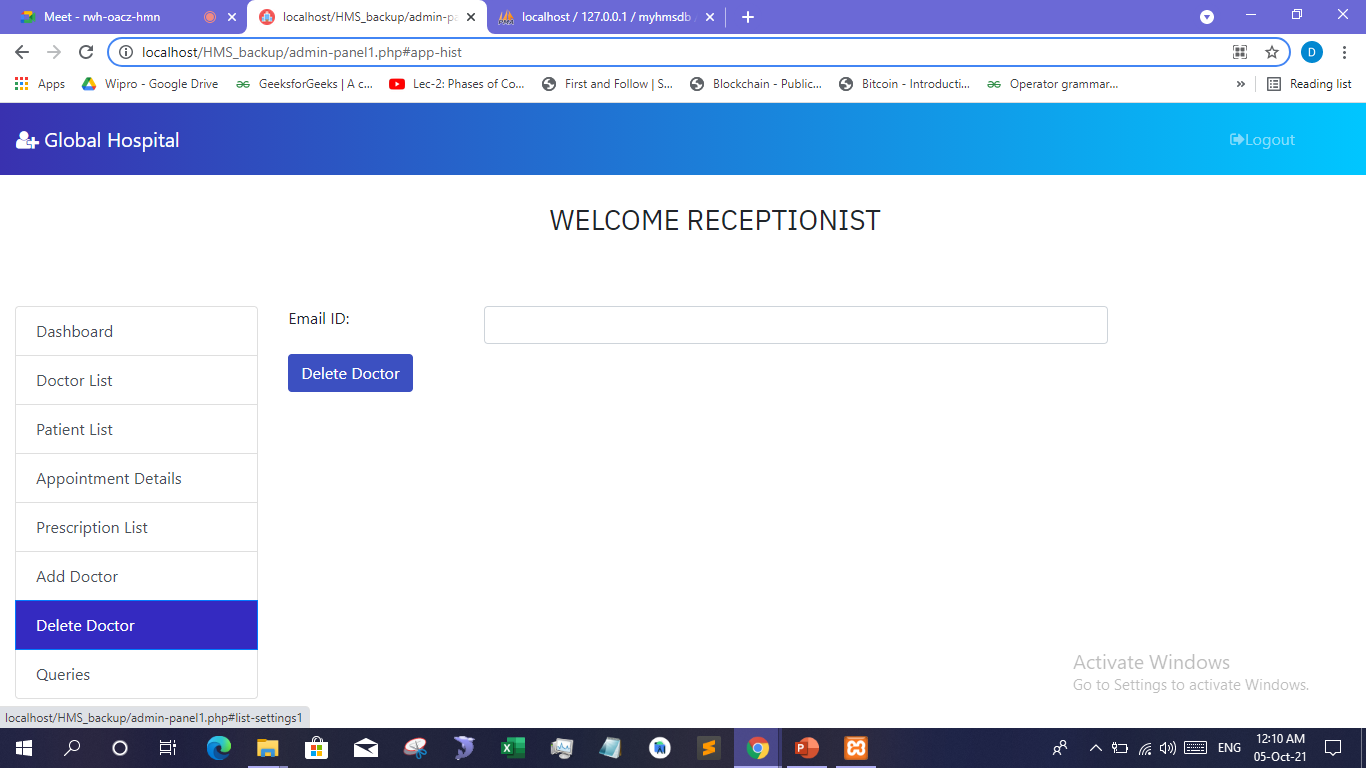 Meet - rwh-oacz-hmn
localhost/HMS_backup/admin-pa
localhost / 127.0.0.1 / myhmsdb
localhost/HMS_backup/admin-panel1.php#app-hist
D
Apps
Wipro - Google Drive
GeeksforGeeks | A c...
Lec-2: Phases of Co...
First and Follow | S...
Blockchain - Public...
Bitcoin - Introducti...
Operator grammar...
»
Reading list
Global Hospital
Logout
WELCOME RECEPTIONIST
Dashboard
Doctor List
Patient List
Appointment Details
Prescription List
Add Doctor
Delete Doctor
Queries
Email ID:
Delete Doctor
Activate Windows
Go to Settings to activate Windows.
localhost/HMS_backup/admin-panel1.php#list-settings1
ENG
12:10 AM
05-Oct-21